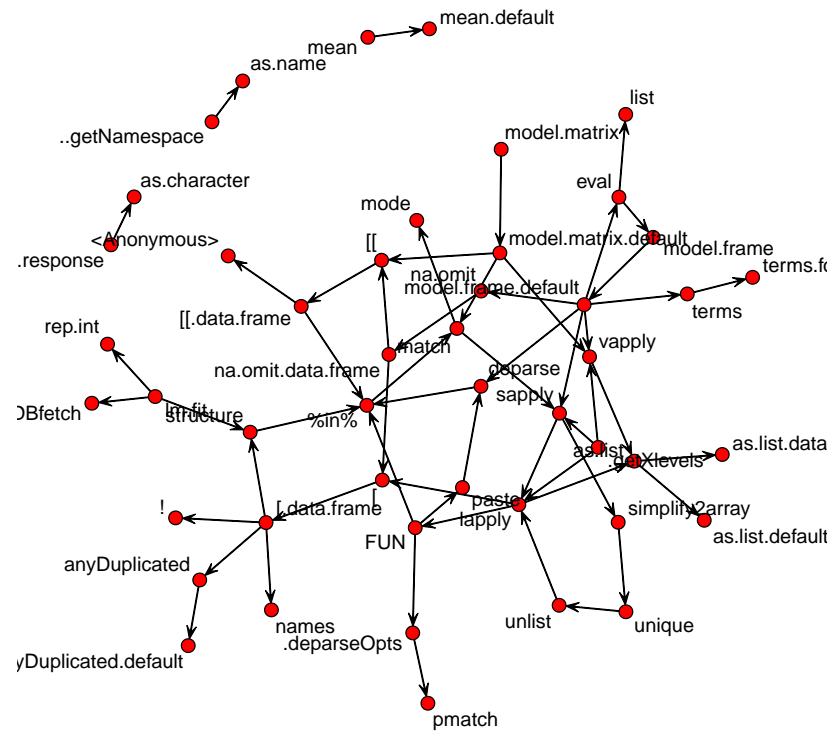 mean.default
mean
as.name
list
..getNamespace
model.matrix
as.character
eval
mode
<Anonymous>
[[
model.matrix.default
model.frame
.response
na.omit
terms.fo
model.frame.default
terms
[[.data.frame
rep.int
match
vapply
na.omit.data.frame
deparse
sapply
DBfetch
lm.fit
structure
%in%
as.list
as.list.data
.getXlevels
[
paste
[.data.frame
simplify2array
!
lapply
as.list.default
FUN
anyDuplicated
names
unlist
unique
.deparseOpts
yDuplicated.default
pmatch